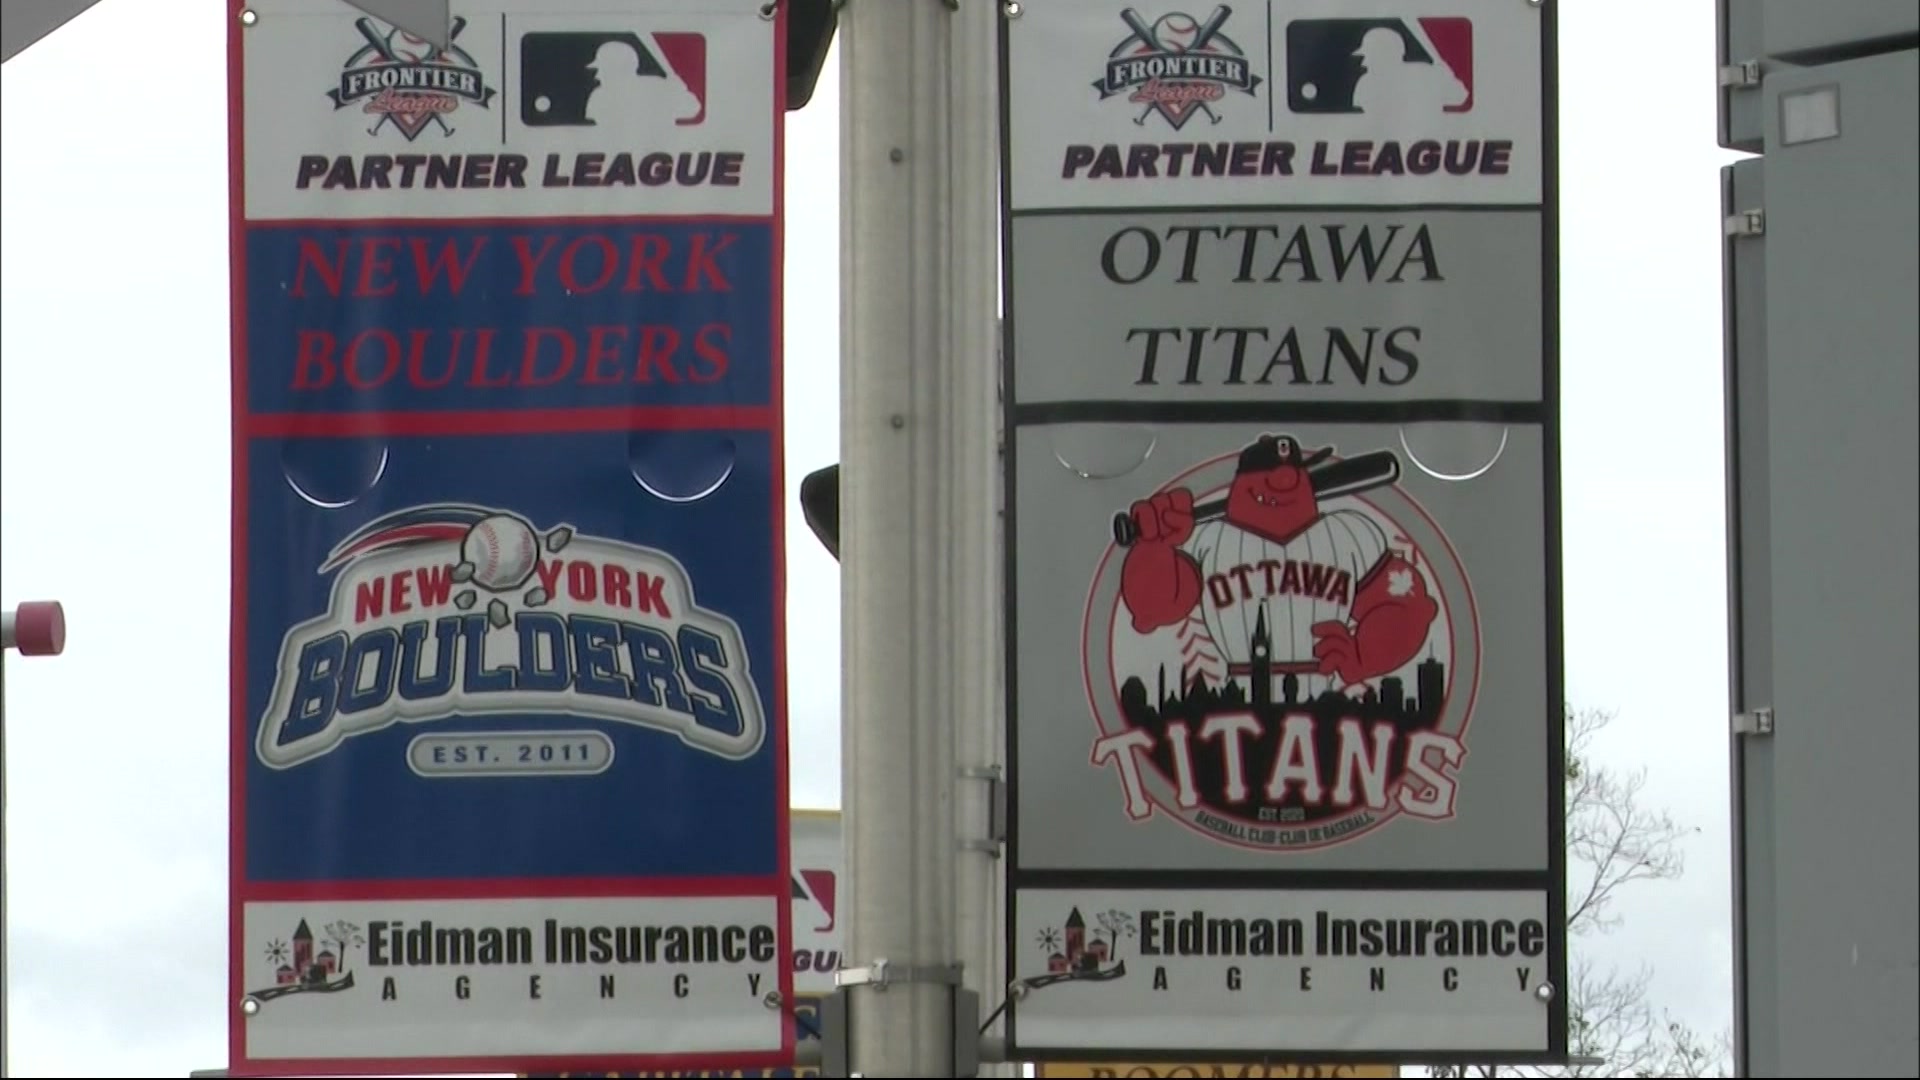 FRONTIER
League
PARTNER LEAGUE
NEW YORK
BOULDERS
NEW YORK
BOULDERS
EST. 2011
Eidman Insurance
AGENCY
FRONTIER
League
PARTNER LEAGUE
OTTAWA
TITANS
OTTAWA
TITANS
BASEBALL CLUB·CLUB DE BASEBALL
Eidman Insurance
AGENCY
BOOMERS